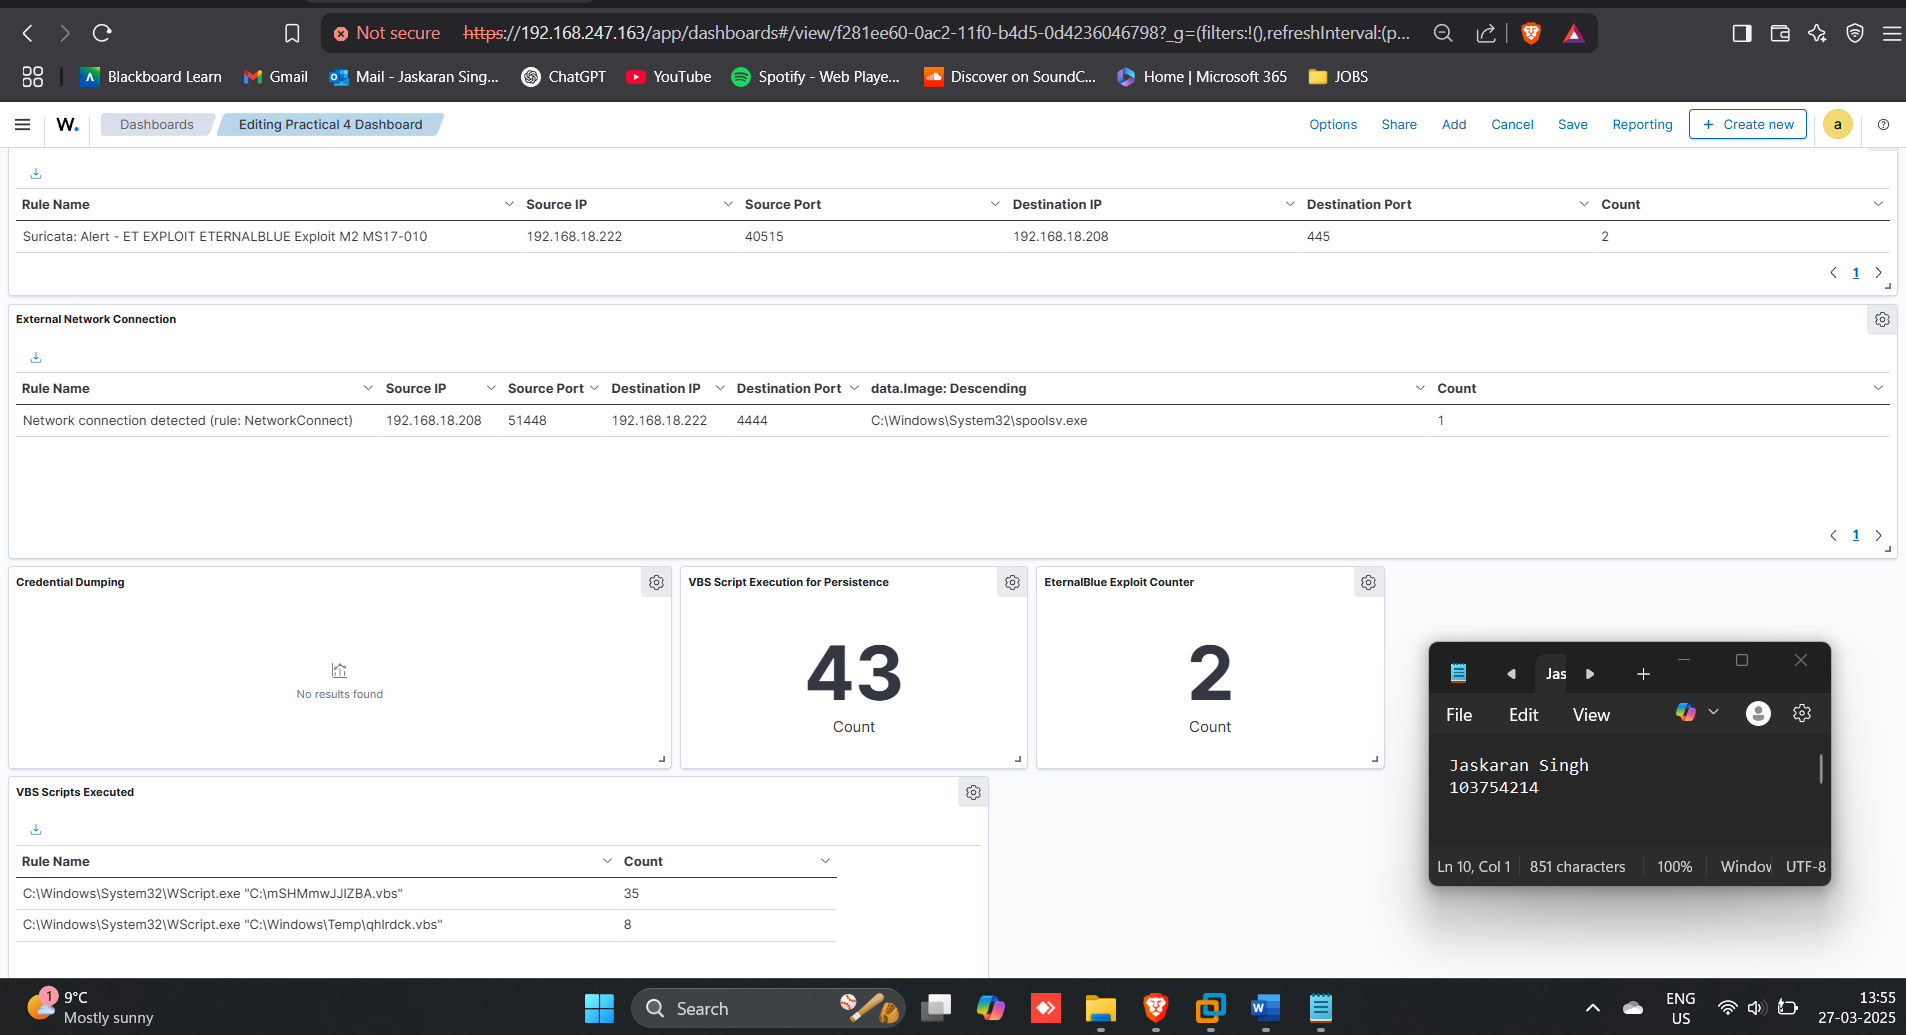 Not secure https://192.168.247.163/app/dashboards#/view/f281ee60-0ac2-11f0-b4d5-0d4236046798?_g=(filters:!(),refreshInterval:(p...
Blackboard Learn Gmail Mail - Jaskaran Sing... ChatGPT YouTube Spotify - Web Playe... Discover on SoundC... Home | Microsoft 365 JOBS
W. Dashboards Editing Practical 4 Dashboard Options Share Add Cancel Save Reporting + Create new a
Rule Name Source IP Source Port Destination IP Destination Port Count
Suricata: Alert - ET EXPLOIT ETERNALBLUE Exploit M2 MS17-010 192.168.18.222 40515 192.168.18.208 445 2
1
External Network Connection
Rule Name Source IP Source Port Destination IP Destination Port data.Image: Descending Count
Network connection detected (rule: NetworkConnect) 192.168.18.208 51448 192.168.18.222 4444 C:\Windows\System32\spoolsv.exe 1
1
Credential Dumping
No results found
VBS Script Execution for Persistence
43
Count
EternalBlue Exploit Counter
2
Count
VBS Scripts Executed
Rule Name Count
C:\Windows\System32\WScript.exe "C:\mSHMmwJJIZBA.vbs" 35
C:\Windows\System32\WScript.exe "C:\Windows\Temp\qhlrdck.vbs" 8
Jas
File Edit View
Jaskaran Singh
103754214
Ln 10, Col 1 851 characters 100% Window UTF-8
1
9°C
Mostly sunny
Search
ENG
US
13:55
27-03-2025